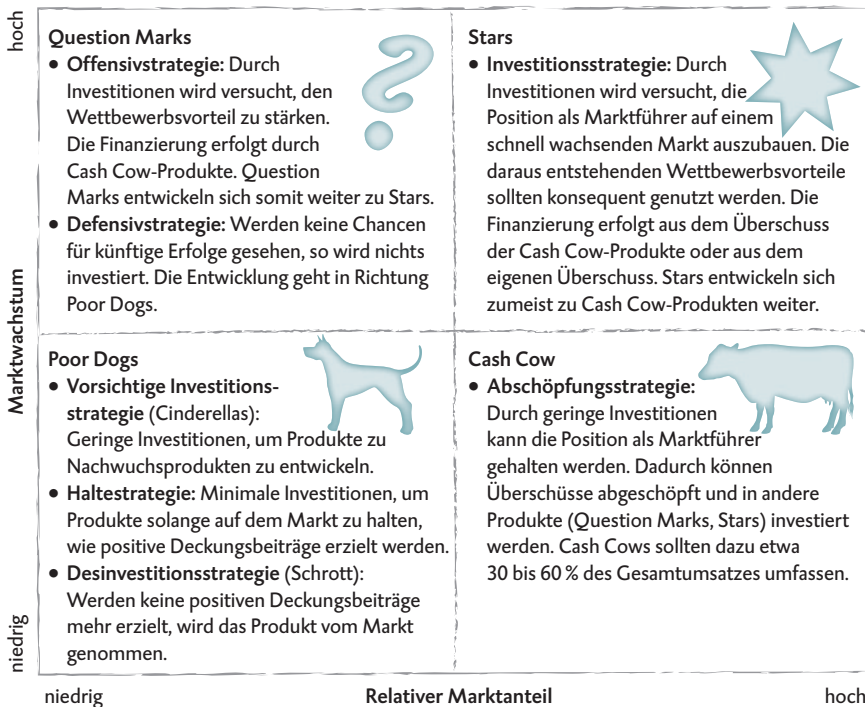 hoch
Question Marks
• Offensivstrategie: Durch
Investitionen wird versucht, den
Wettbewerbsvorteil zu stärken.
Die Finanzierung erfolgt durch
Cash Cow-Produkte. Question
Marks entwickeln sich somit weiter zu Stars.
• Defensivstrategie: Werden keine Chancen
für künftige Erfolge gesehen, so wird nichts
investiert. Die Entwicklung geht in Richtung
Poor Dogs.
Stars
• Investitionsstrategie: Durch
Investitionen wird versucht, die
Position als Marktführer auf einem
schnell wachsenden Markt auszubauen. Die
daraus entstehenden Wettbewerbsvorteile
sollten konsequent genutzt werden. Die
Finanzierung erfolgt aus dem Überschuss
der Cash Cow-Produkte oder aus dem
eigenen Überschuss. Stars entwickeln sich
zumeist zu Cash Cow-Produkten weiter.
Marktwachstum
Poor Dogs
• Vorsichtige Investitions-
strategie (Cinderellas):
Geringe Investitionen, um Produkte zu
Nachwuchsprodukten zu entwickeln.
• Haltestrategie: Minimale Investitionen, um
Produkte solange auf dem Markt zu halten,
wie positive Deckungsbeiträge erzielt werden.
• Desinvestitionsstrategie (Schrott):
Werden keine positiven Deckungsbeiträge
mehr erzielt, wird das Produkt vom Markt
genommen.
Cash Cow
• Abschöpfungsstrategie:
Durch geringe Investitionen
kann die Position als Marktführer
gehalten werden. Dadurch können
Überschüsse abgeschöpft und in andere
Produkte (Question Marks, Stars) investiert
werden. Cash Cows sollten dazu etwa
30 bis 60 % des Gesamtumsatzes umfassen.
niedrig
niedrig
Relativer Marktanteil
hoch